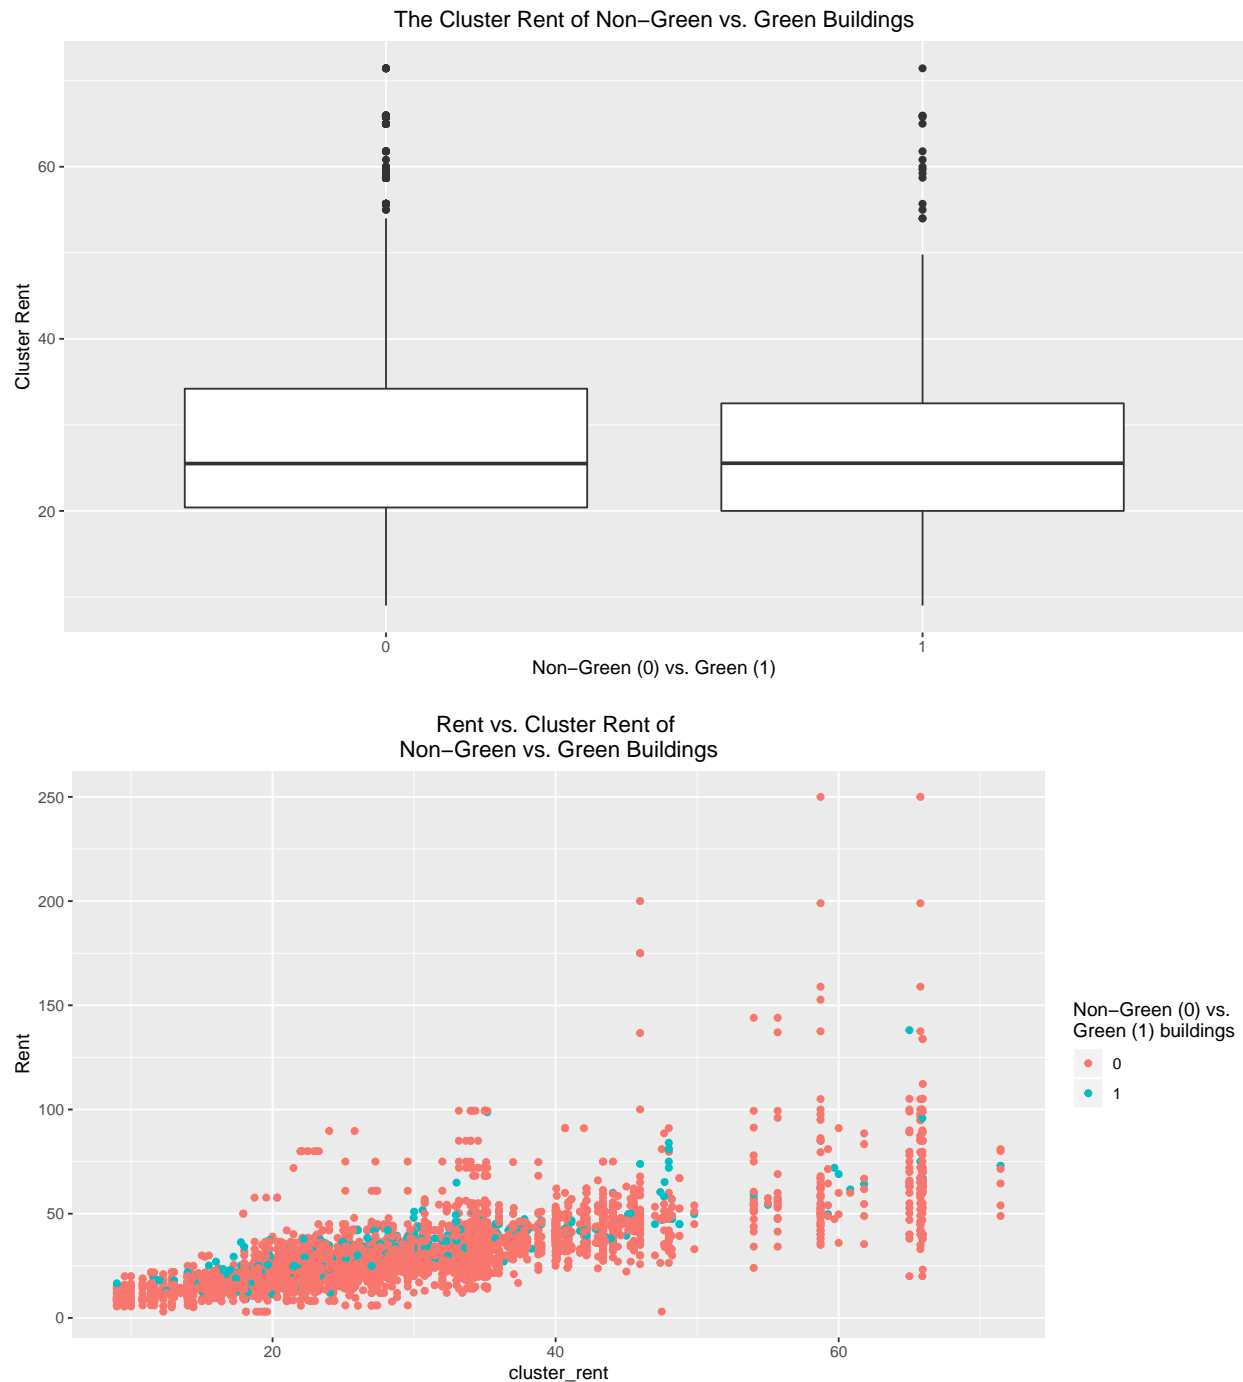 The Cluster Rent of Non−Green vs. Green Buildings
60
40
20
Cluster Rent
0
1
Non−Green (0) vs. Green (1)
Rent vs. Cluster Rent of
Non−Green vs. Green Buildings
250
200
150
100
50
0
Rent
20
40
60
cluster_rent
Non−Green (0) vs.
Green (1) buildings
0
1